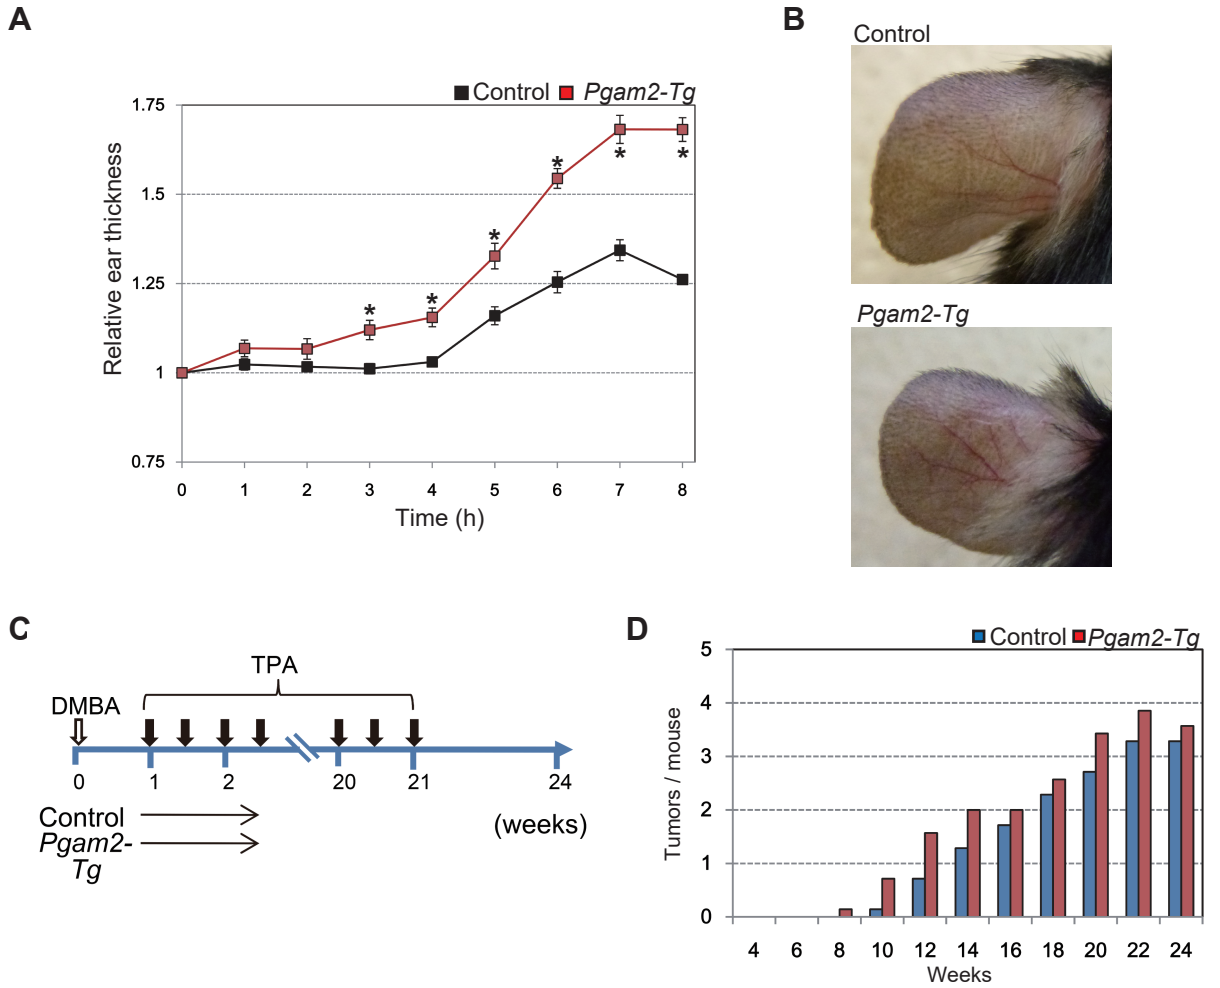 A
Control Pgam2-Tg
1.75
1.5
1.25
1
0.75
Relative ear thickness
* * * * * *
0 1 2 3 4 5 6 7 8
Time (h)
B
Control
Pgam2-Tg
C
TPA
DMBA
0 1 2 20 21 24
Control
Pgam2-
Tg
(weeks)
D
Control Pgam2-Tg
5
4
3
2
1
0
Tumors / mouse
4 6 8 10 12 14 16 18 20 22 24
Weeks